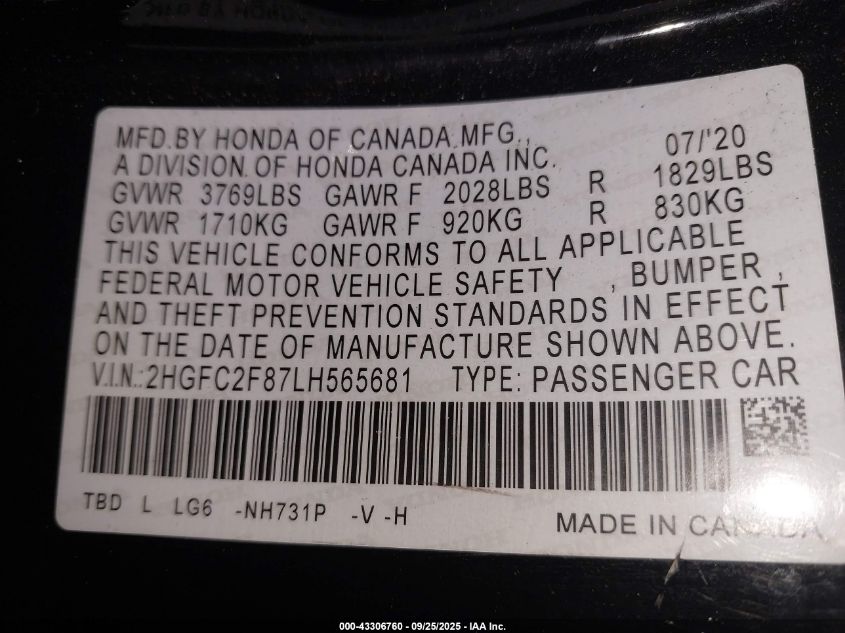 MFD.BY HONDA OF CANADA MFG., 07/'20
A DIVISION OF HONDA CANADA INC.
GVWR 3769LBS GAWR F 2028LBS R 1829LBS
GVWR 1710KG GAWR F 920KG R 830KG
THIS VEHICLE CONFORMS TO ALL APPLICABLE
FEDERAL MOTOR VEHICLE SAFETY , BUMPER ,
AND THEFT PREVENTION STANDARDS IN EFFECT
ON THE DATE OF MANUFACTURE SHOWN ABOVE.
V.I.N.:2HGFC2F87LH565681 TYPE: PASSENGER CAR
TBD L LG6 -NH731P -V -H
MADE IN CANADA
000-43306760 - 09/25/2025 - IAA Inc.